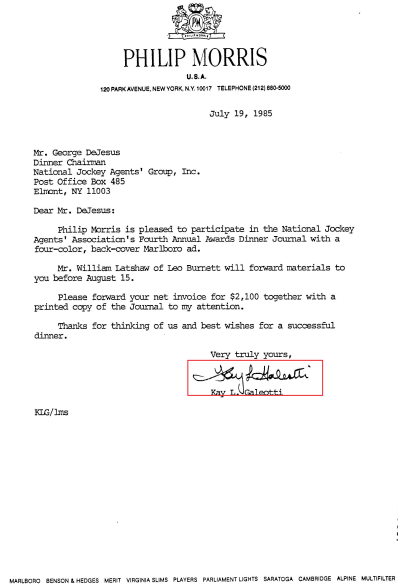 PM
PHILIP MORRIS
U.S.A.
120 PARK AVENUE, NEW YORK, N.Y. 10017 TELEPHONE (212) 880-5000
July 19, 1985
Mr. George DeJesus
Dinner Chairman
National Jockey Agents' Group, Inc.
Post Office Box 485
Elmont, NY 11003
Dear Mr. DeJesus:
Philip Morris is pleased to participate in the National Jockey
Agents' Association's Fourth Annual Awards Dinner Journal with a
four-color, back-cover Marlboro ad.
Mr. William Latshaw of Leo Burnett will forward materials to
you before August 15.
Please forward your net invoice for $2,100 together with a
printed copy of the Journal to my attention.
Thanks for thinking of us and best wishes for a successful
dinner.
Very truly yours,
Kay L Galeotti
Kay L. Galeotti
KLG/lms
MARLBORO BENSON & HEDGES MERIT VIRGINIA SLIMS PLAYERS PARLIAMENT LIGHTS SARATOGA CAMBRIDGE ALPINE MULTIFILTER